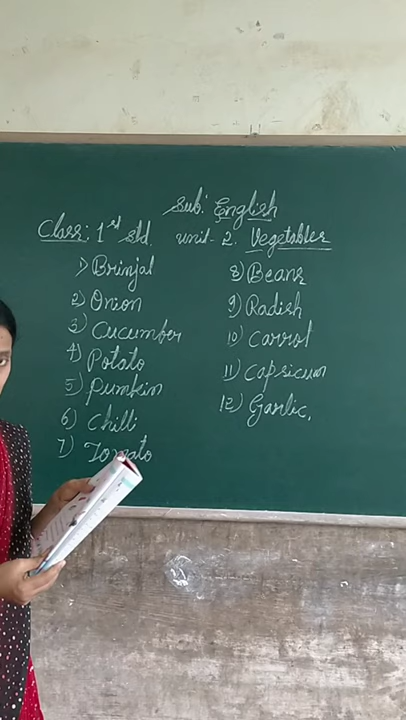 Sub: English
Class: 1st std. unit-2. Vegetables
1) Brinjal
2) Onion
3) Cucumber
4) Potato
5) Pumkin
6) Chilli
7) Tomato
8) Beans
9) Radish
10) Carrot
11) Capsicum
12) Garlic.